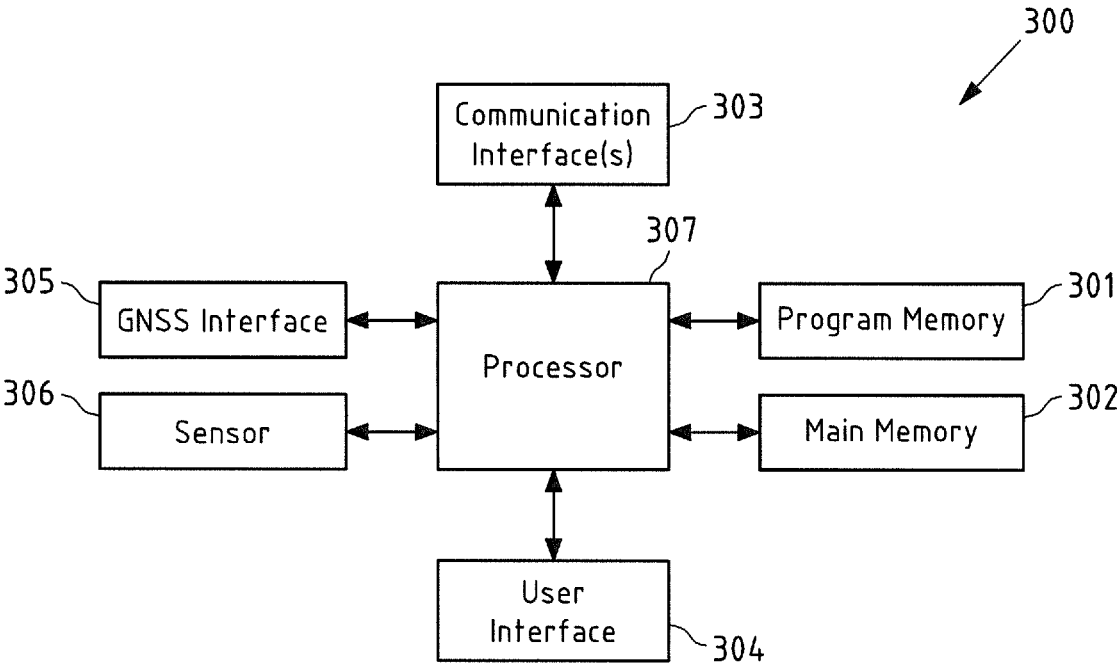 300
Communication
Interface(s)
303
307
305
GNSS Interface
301
Program Memory
Processor
306
Sensor
302
Main Memory
User
Interface
304